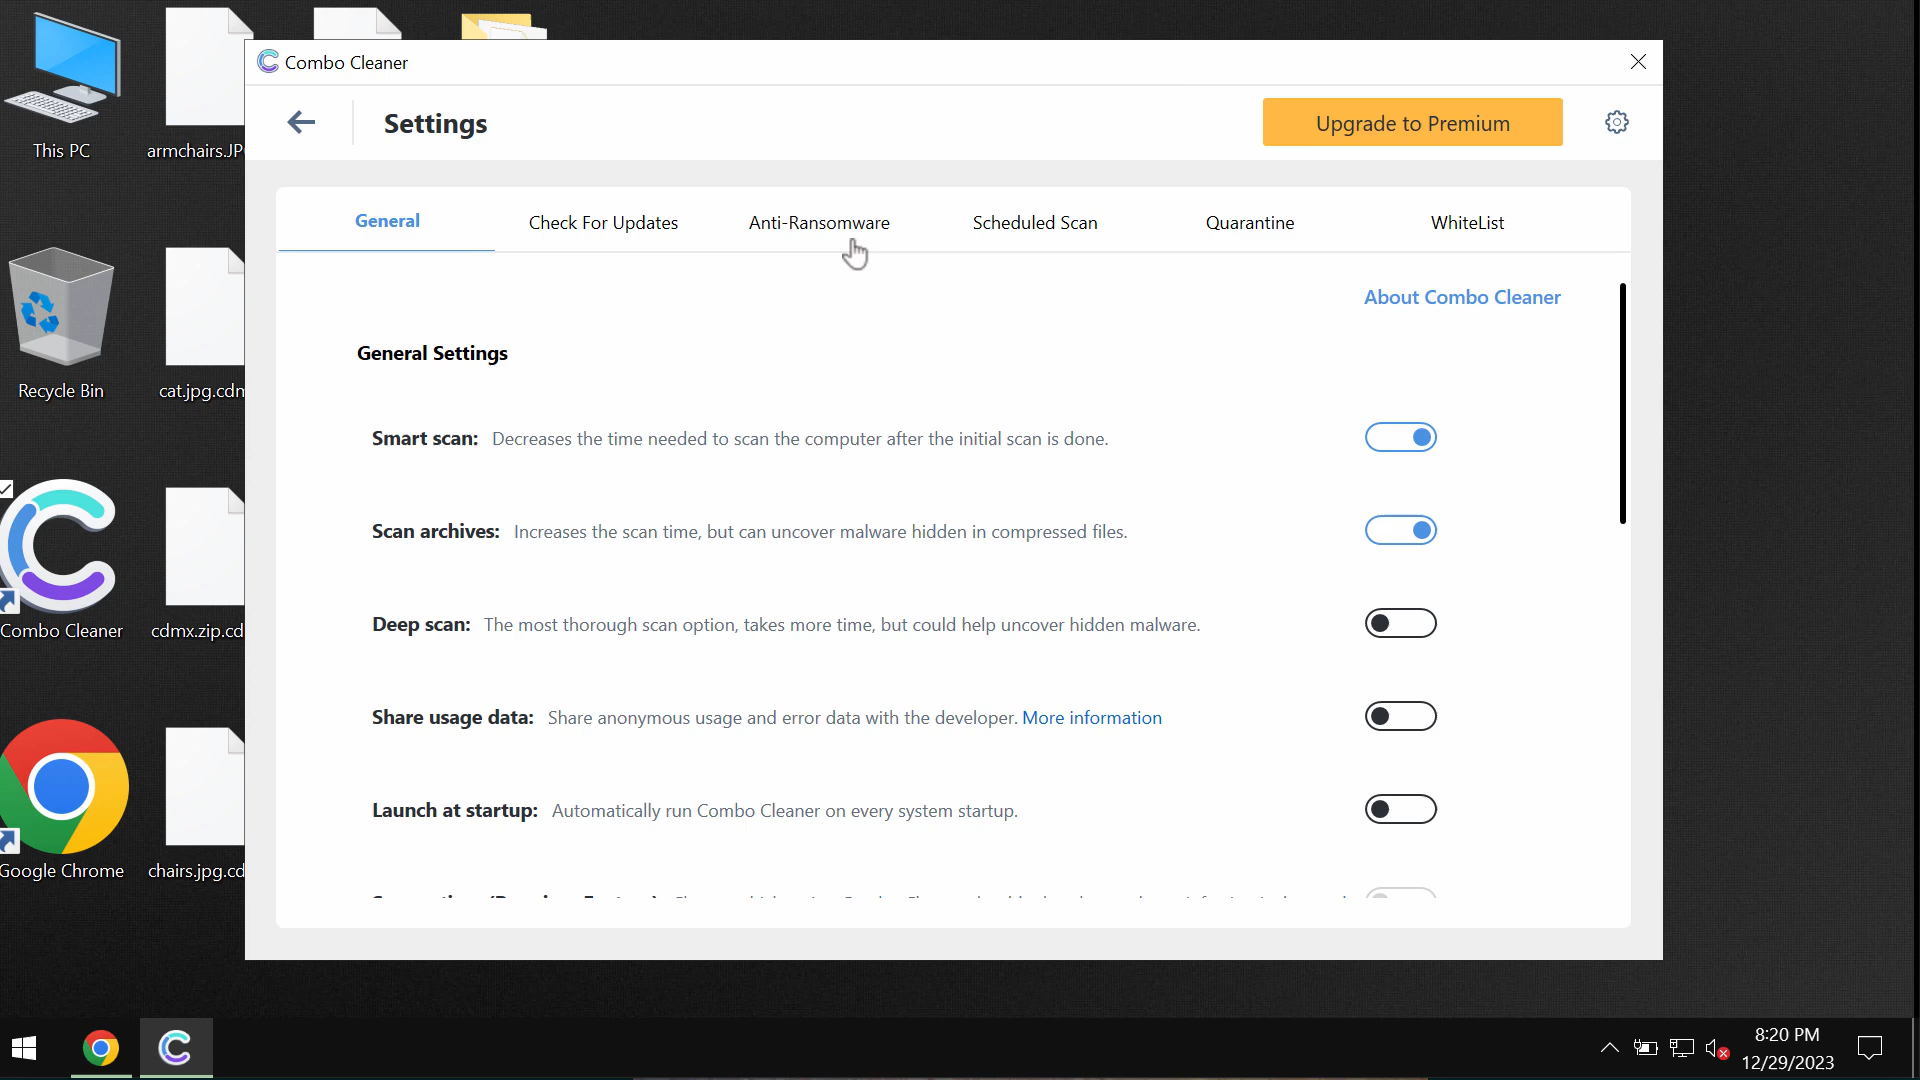 Combo Cleaner
Settings
Upgrade to Premium
General
Check For Updates
Anti-Ransomware
Scheduled Scan
Quarantine
WhiteList
About Combo Cleaner
General Settings
Smart scan: Decreases the time needed to scan the computer after the initial scan is done.
Scan archives: Increases the scan time, but can uncover malware hidden in compressed files.
Deep scan: The most thorough scan option, takes more time, but could help uncover hidden malware.
Share usage data: Share anonymous usage and error data with the developer. More information
Launch at startup: Automatically run Combo Cleaner on every system startup.
This PC
armchairs.JP
Recycle Bin
cat.jpg.cdm
Combo Cleaner
cdmx.zip.cd
Google Chrome
chairs.jpg.cd
8:20 PM
12/29/2023